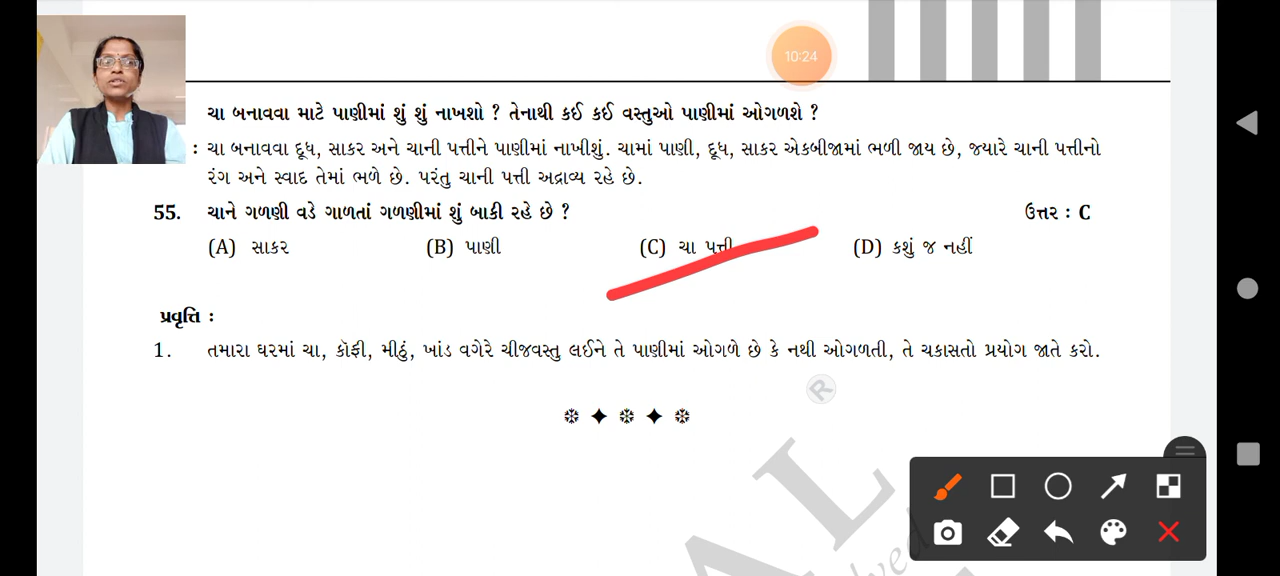 10:24
ચા બનાવવા માટે પાણીમાં શું શું નાખશો ? તેનાથી કઈ કઈ વસ્તુઓ પાણીમાં ઓગળશે ?
: ચા બનાવવા દૂધ, સાકર અને ચાની પત્તીને પાણીમાં નાખીશું. ચામાં પાણી, દૂધ, સાકર એકબીજામાં ભળી જાય છે, જ્યારે ચાની પત્તીનો
રંગ અને સ્વાદ તેમાં ભળે છે. પરંતુ ચાની પત્તી અદ્રાવ્ય રહે છે.
55. ચાને ગળણી વડે ગાળતાં ગળણીમાં શું બાકી રહે છે ? ઉત્તર : C
(A) સાકર (B) પાણી (C) ચા પત્તી (D) કશું જ નહીં
પ્રવૃત્તિ :
1. તમારા ઘરમાં ચા, કૉફી, મીઠું, ખાંડ વગેરે ચીજવસ્તુ લઈને તે પાણીમાં ઓગળે છે કે નથી ઓગળતી, તે ચકાસતો પ્રયોગ જાતે કરો.
®